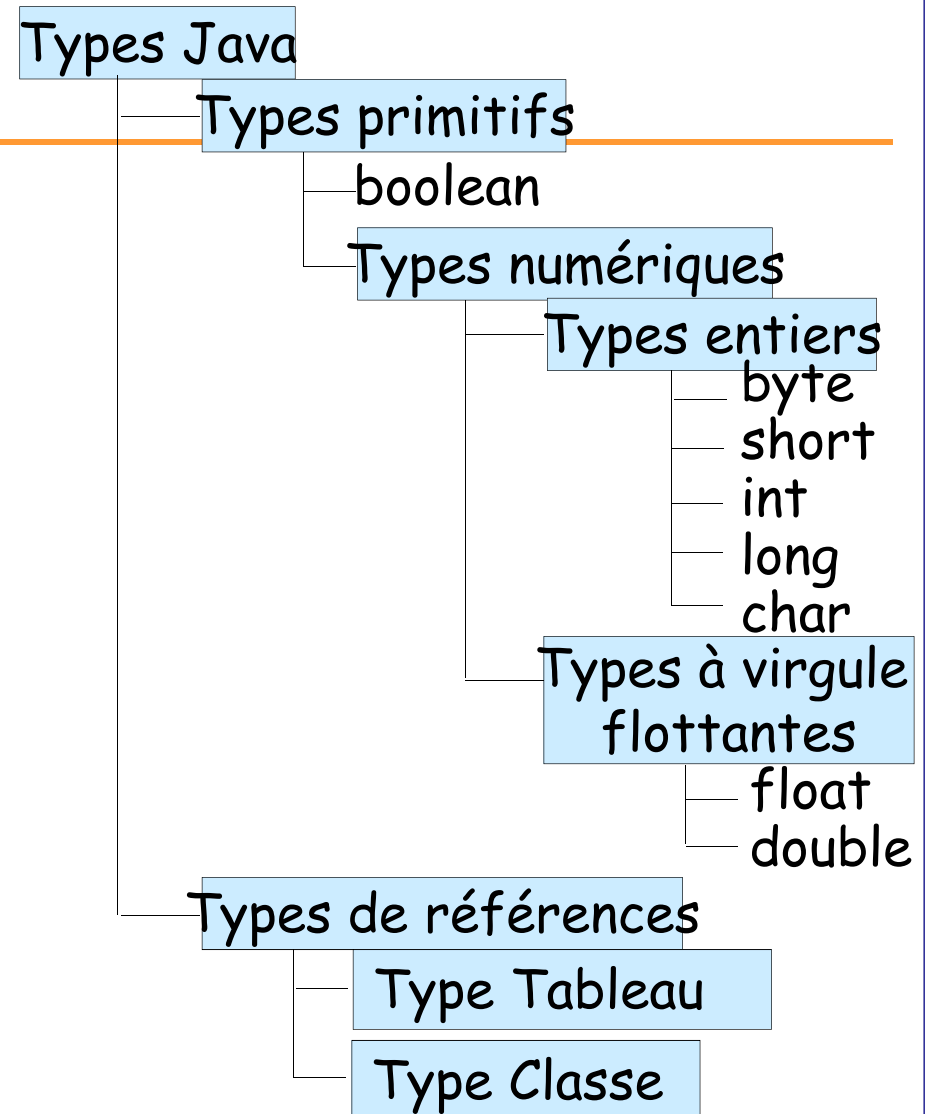 Types Java
Types primitifs
boolean
Types numériques
Types entiers
byte
short
int
long
char
Types à virgule
flottantes
float
double
Types de références
Type Tableau
Type Classe